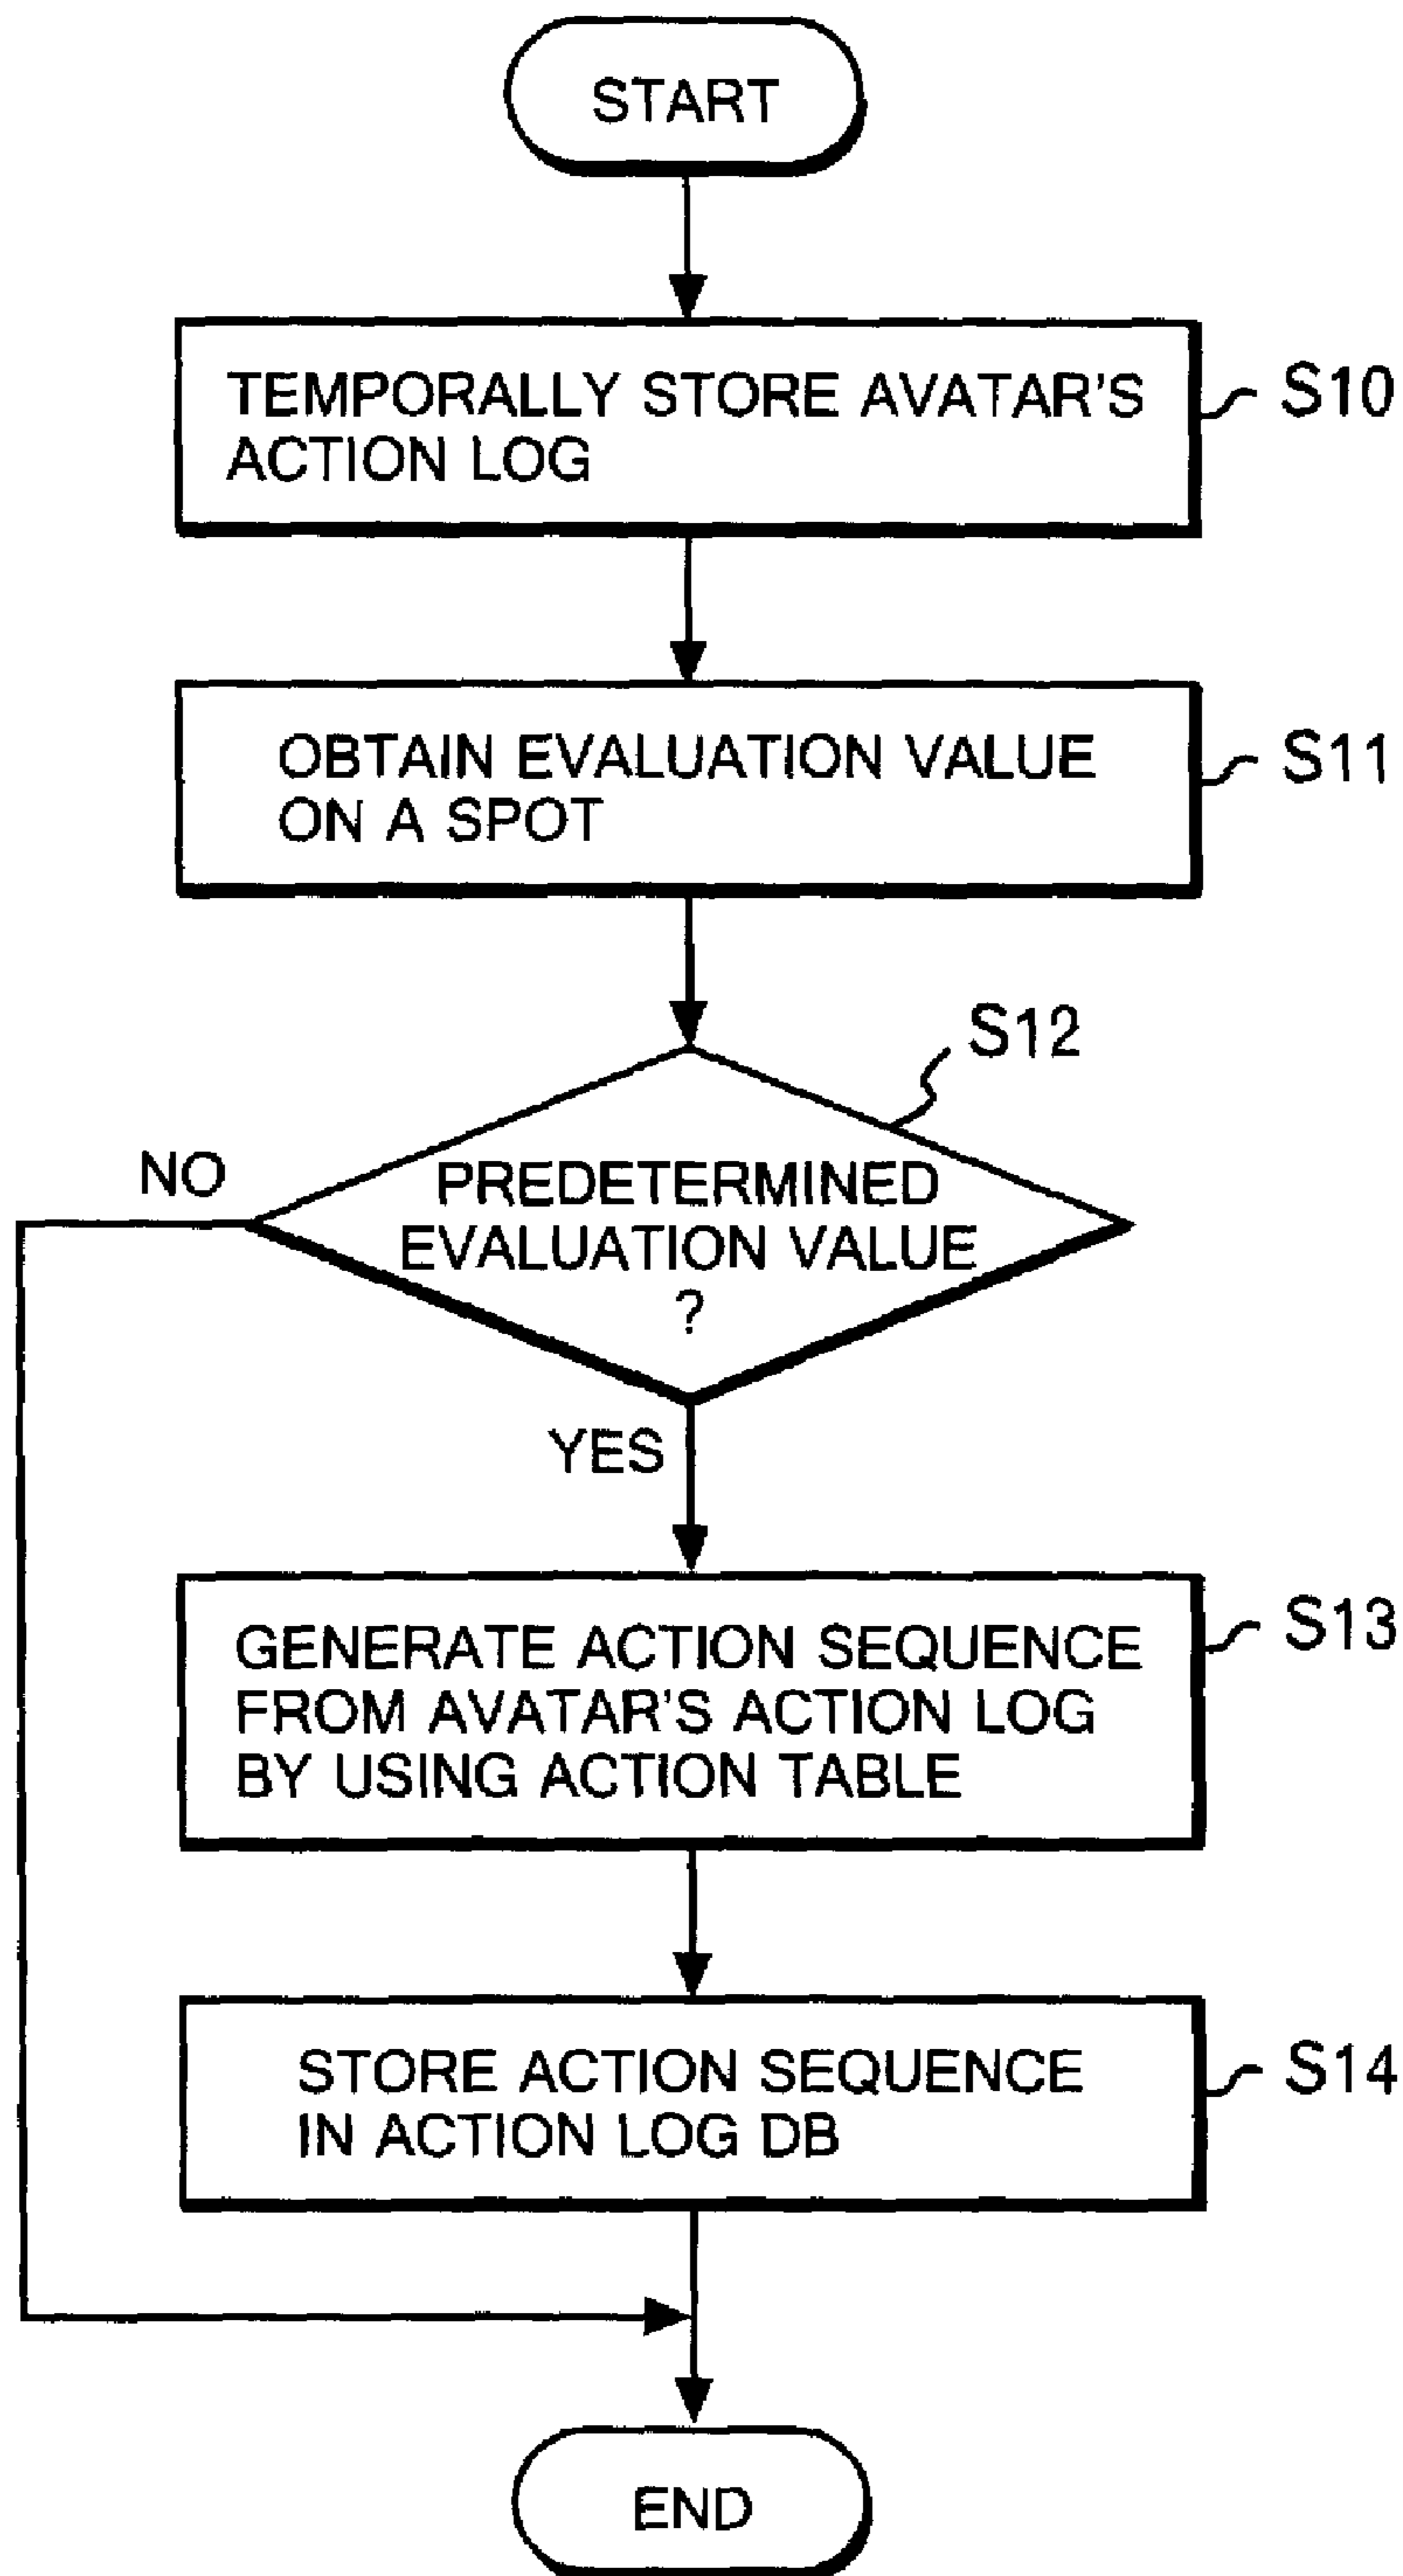 START
TEMPORALLY STORE AVATAR'S
ACTION LOG
S10
OBTAIN EVALUATION VALUE
ON A SPOT
S11
S12
NO
PREDETERMINED
EVALUATION VALUE
?
YES
GENERATE ACTION SEQUENCE
FROM AVATAR'S ACTION LOG
BY USING ACTION TABLE
S13
STORE ACTION SEQUENCE
IN ACTION LOG DB
S14
END